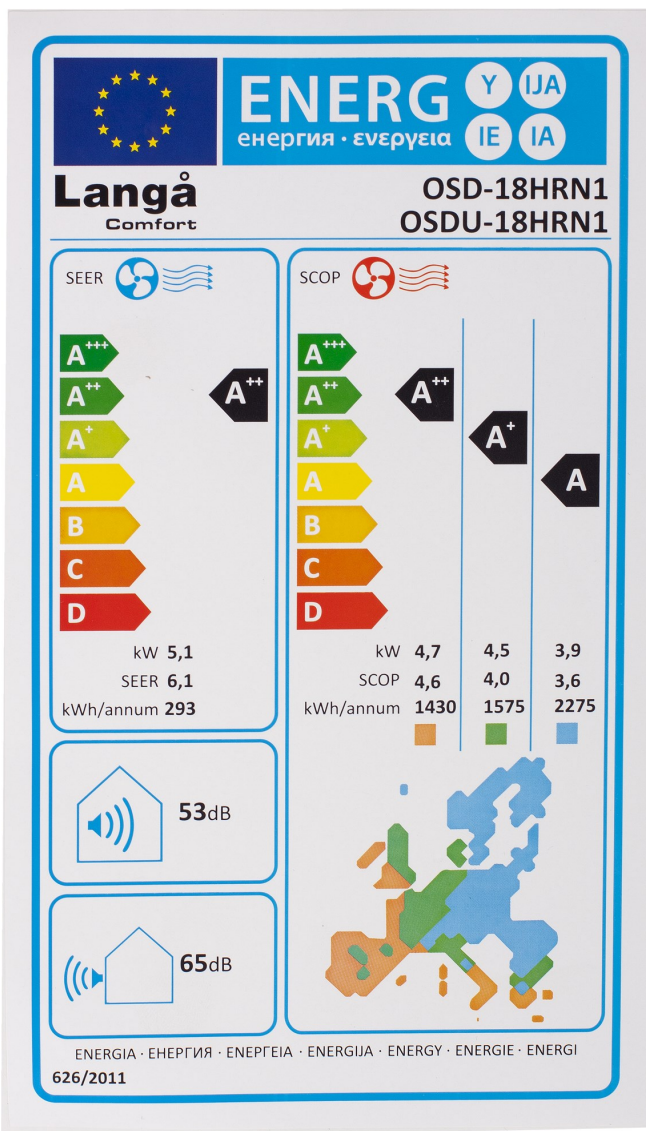 ENERG Y IJA
енергия · ενεργεια IE IA
Langå
Comfort
OSD-18HRN1
OSDU-18HRN1
SEER
A+++
A++
A+
A
B
C
D
A++
kW 5,1
SEER 6,1
kWh/annum 293
SCOP
A+++
A++
A+
A
B
C
D
A++
A+
A
kW 4,7 4,5 3,9
SCOP 4,6 4,0 3,6
kWh/annum 1430 1575 2275
53dB
65dB
ENERGIA · ЕНЕРГИЯ · ΕΝΕΡΓΕΙΑ · ENERGIJA · ENERGY · ENERGIE · ENERGI
626/2011